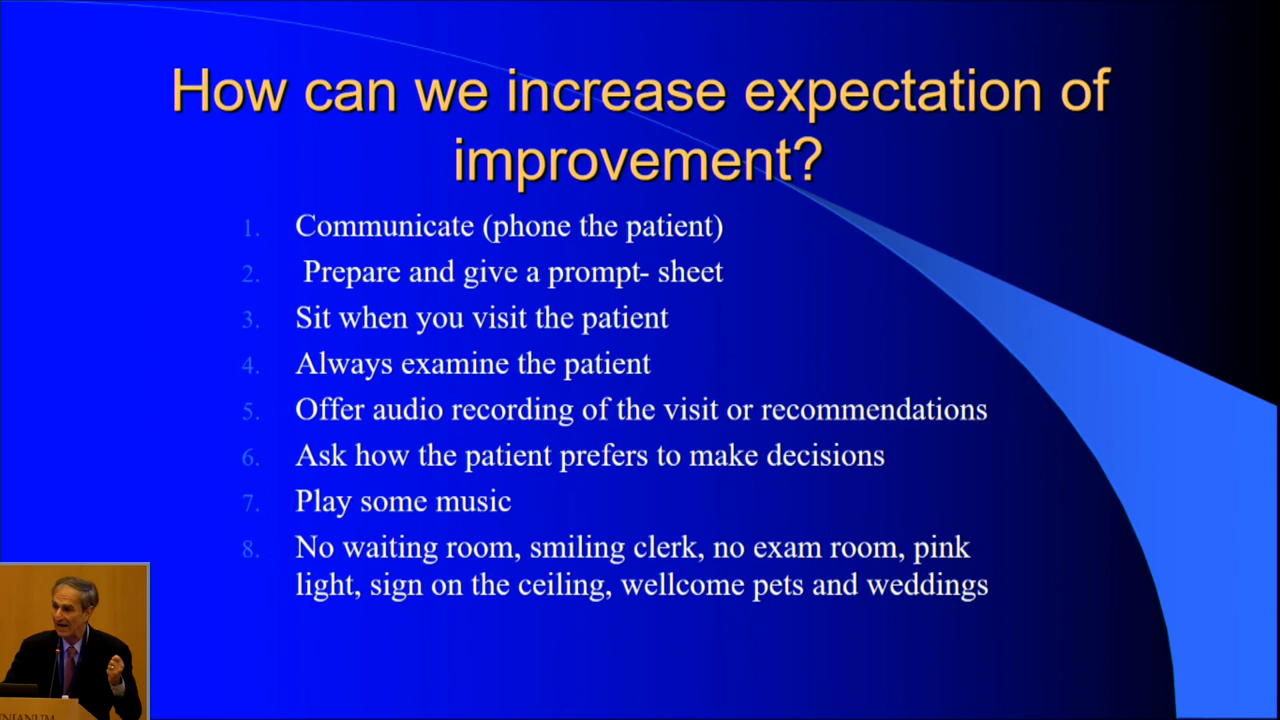 How can we increase expectation of
improvement?
1. Communicate (phone the patient)
2. Prepare and give a prompt- sheet
3. Sit when you visit the patient
4. Always examine the patient
5. Offer audio recording of the visit or recommendations
6. Ask how the patient prefers to make decisions
7. Play some music
8. No waiting room, smiling clerk, no exam room, pink
light, sign on the ceiling, wellcome pets and weddings